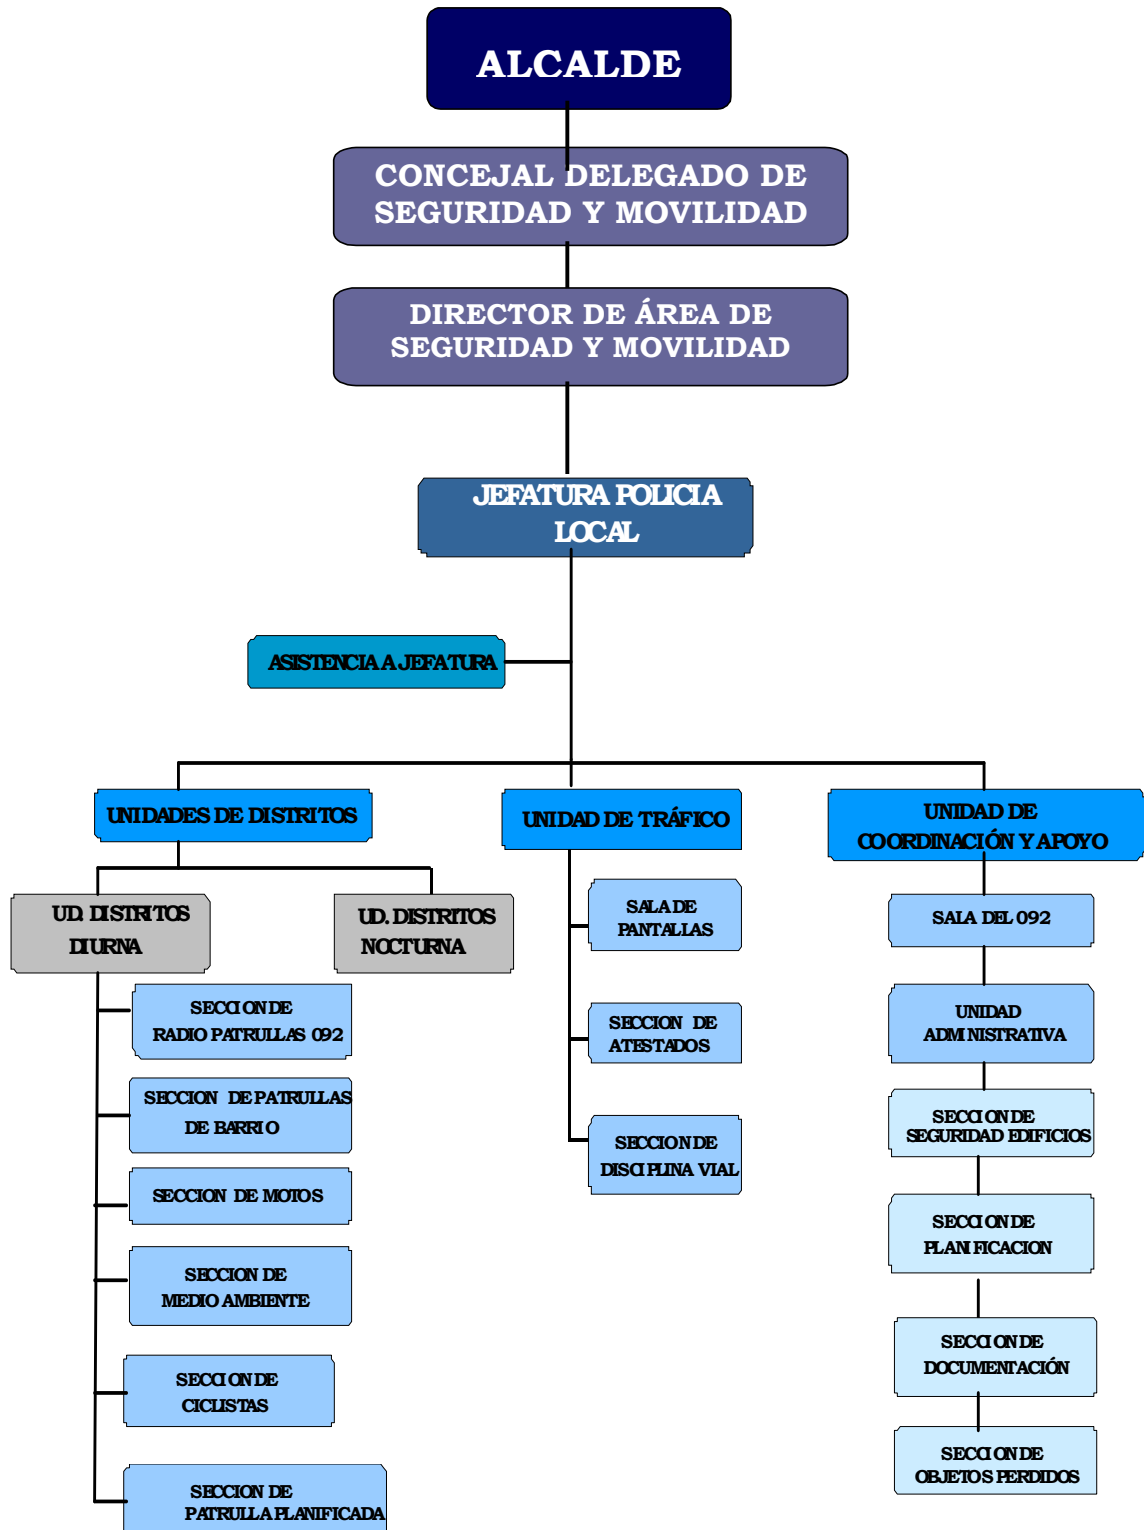 ALCALDE
CONCEJAL DELEGADO DE
SEGURIDAD Y MOVILIDAD
DIRECTOR DE ÁREA DE
SEGURIDAD Y MOVILIDAD
JEFATURA POLICIA
LOCAL
ASISTENCIA A JEFATURA
UNIDADES DE DISTRITOS
UD. DISTRITOS
DIURNA
UD. DISTRITOS
NOCTURNA
SECCION DE
RADIO PATRULLAS 092
SECCION DE PATRULLAS
DE BARRIO
SECCION DE MOTOS
SECCION DE
MEDIO AMBIENTE
SECCION DE
CICLISTAS
SECCION DE
PATRULLA PLANIFICADA
UNIDAD DE TRÁFICO
SALA DE
PANTALLAS
SECCION DE
ATESTADOS
SECCION DE
DISCIPLINA VIAL
UNIDAD DE
COORDINACIÓN Y APOYO
SALA DEL 092
UNIDAD
ADMINISTRATIVA
SECCION DE
SEGURIDAD EDIFICIOS
SECCION DE
PLANIFICACION
SECCION DE
DOCUMENTACIÓN
SECCION DE
OBJETOS PERDIDOS